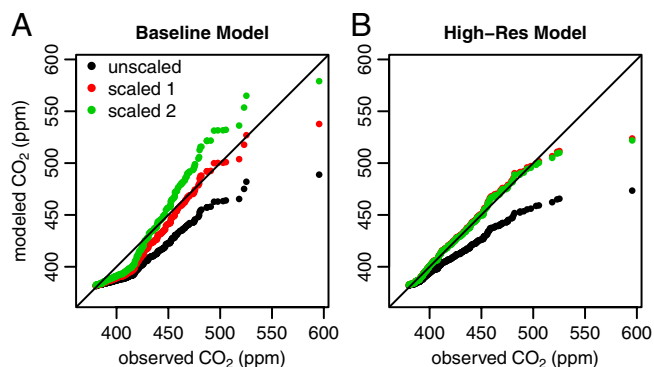 A
Baseline Model
unscaled
scaled 1
scaled 2
modeled CO₂ (ppm)
600
550
500
450
400
400 450 500 550 600
observed CO₂ (ppm)
B
High−Res Model
600
550
500
450
400
400 450 500 550 600
observed CO₂ (ppm)